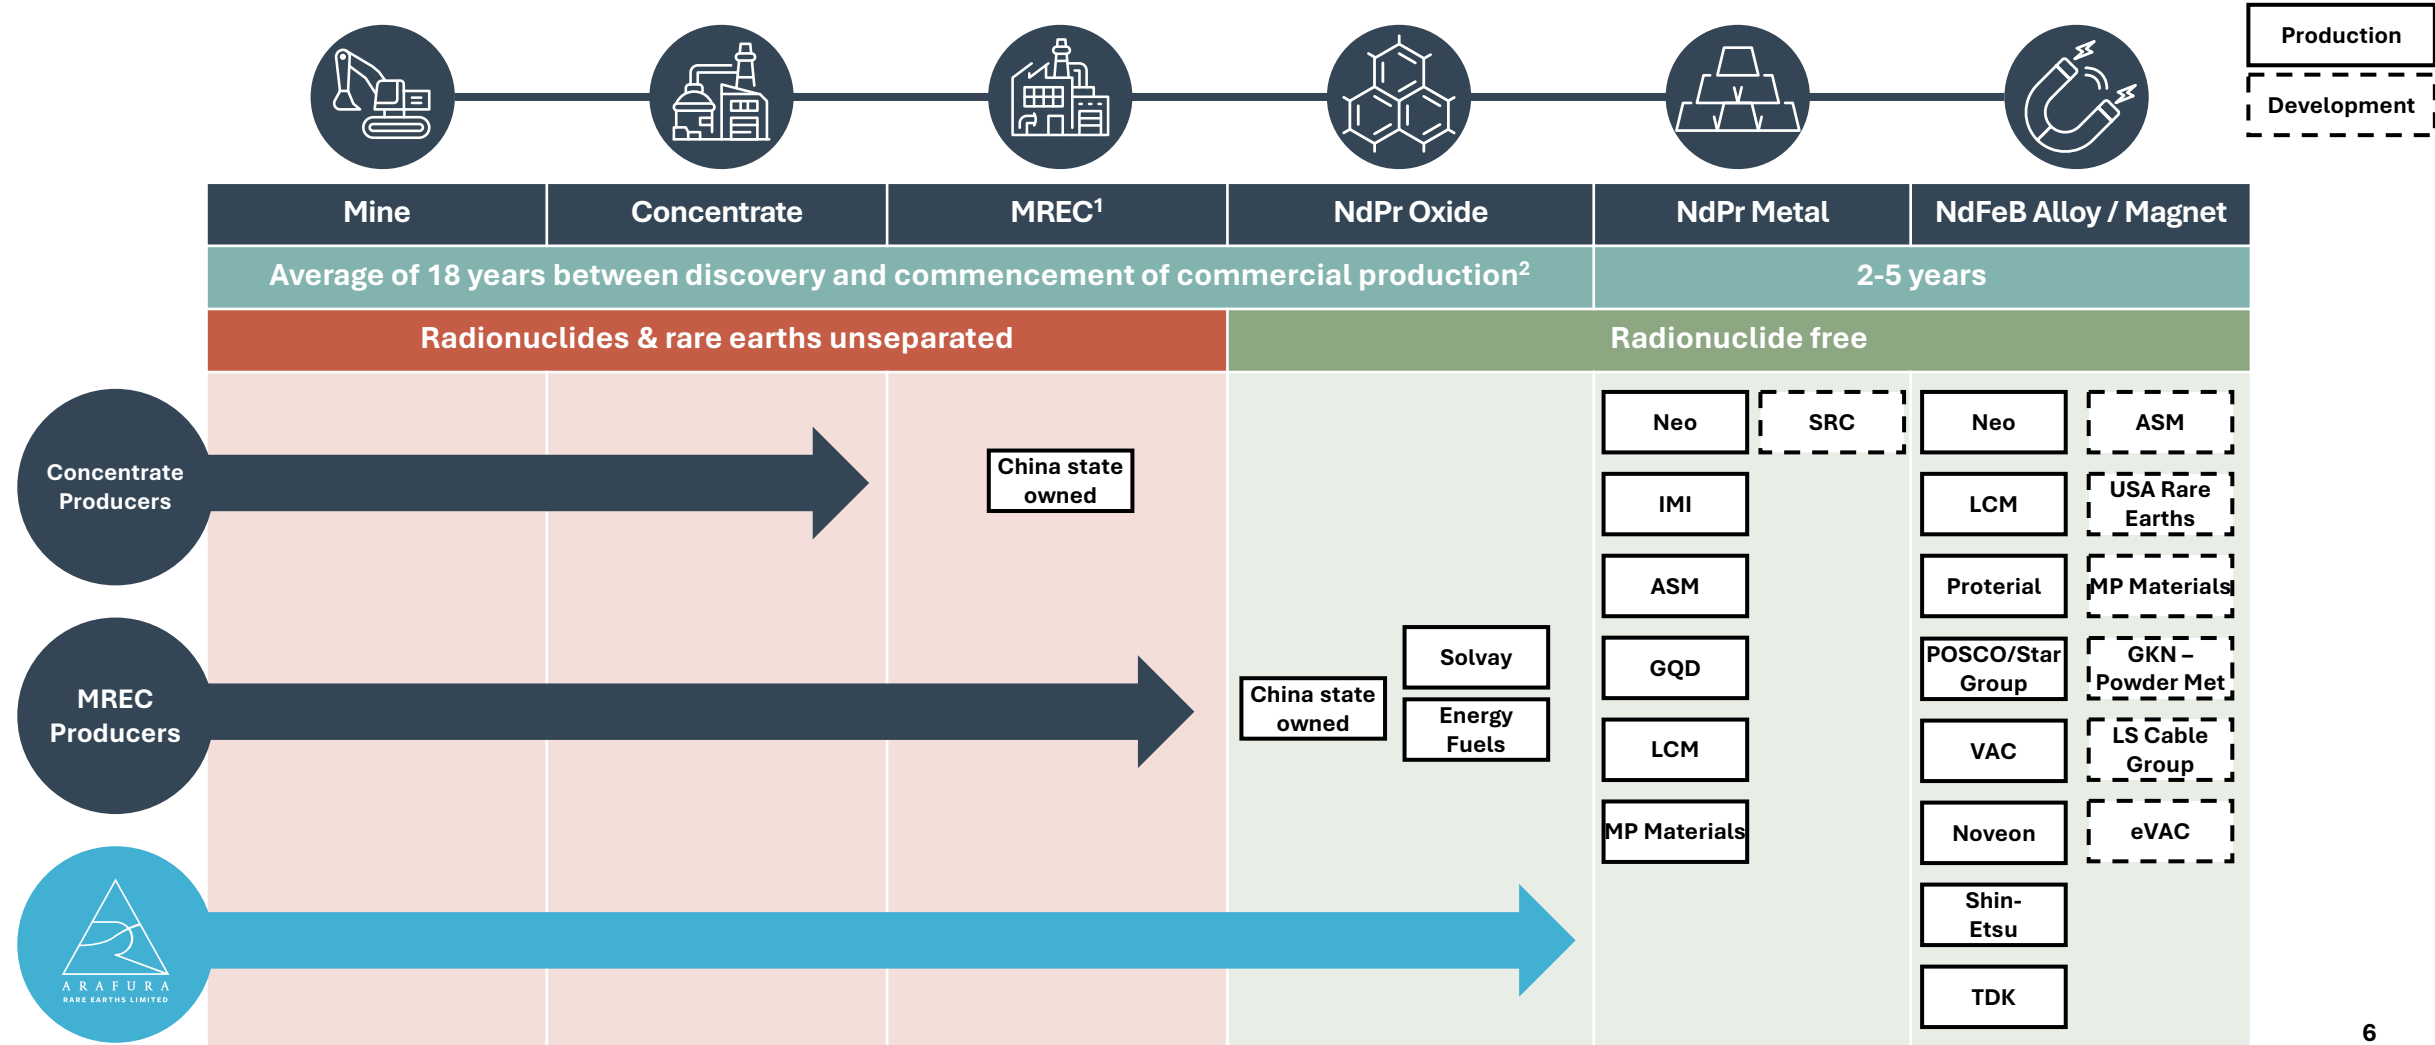 Production
Development
Mine
Concentrate
MREC1
NdPr Oxide
NdPr Metal
NdFeB Alloy / Magnet
Average of 18 years between discovery and commencement of commercial production2
2-5 years
Radionuclides & rare earths unseparated
Radionuclide free
Concentrate
Producers
China state
owned
MREC
Producers
China state
owned
Solvay
Energy
Fuels
ARAFURA
RARE EARTHS LIMITED
Neo
IMI
ASM
GQD
LCM
MP Materials
SRC
Neo
LCM
Proterial
POSCO/Star
Group
VAC
Noveon
Shin-
Etsu
TDK
ASM
USA Rare
Earths
MP Materials
GKN –
Powder Met
LS Cable
Group
eVAC
6